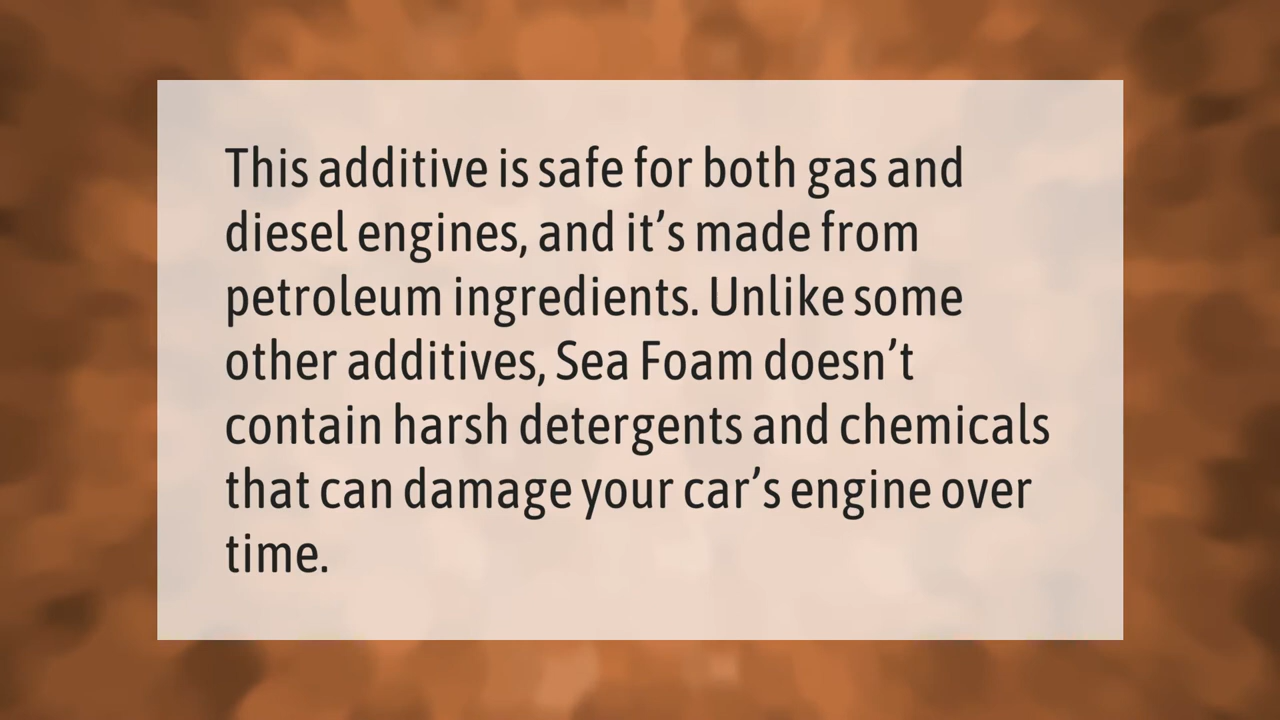 This additive is safe for both gas and
diesel engines, and it’s made from
petroleum ingredients. Unlike some
other additives, Sea Foam doesn’t
contain harsh detergents and chemicals
that can damage your car’s engine over
time.